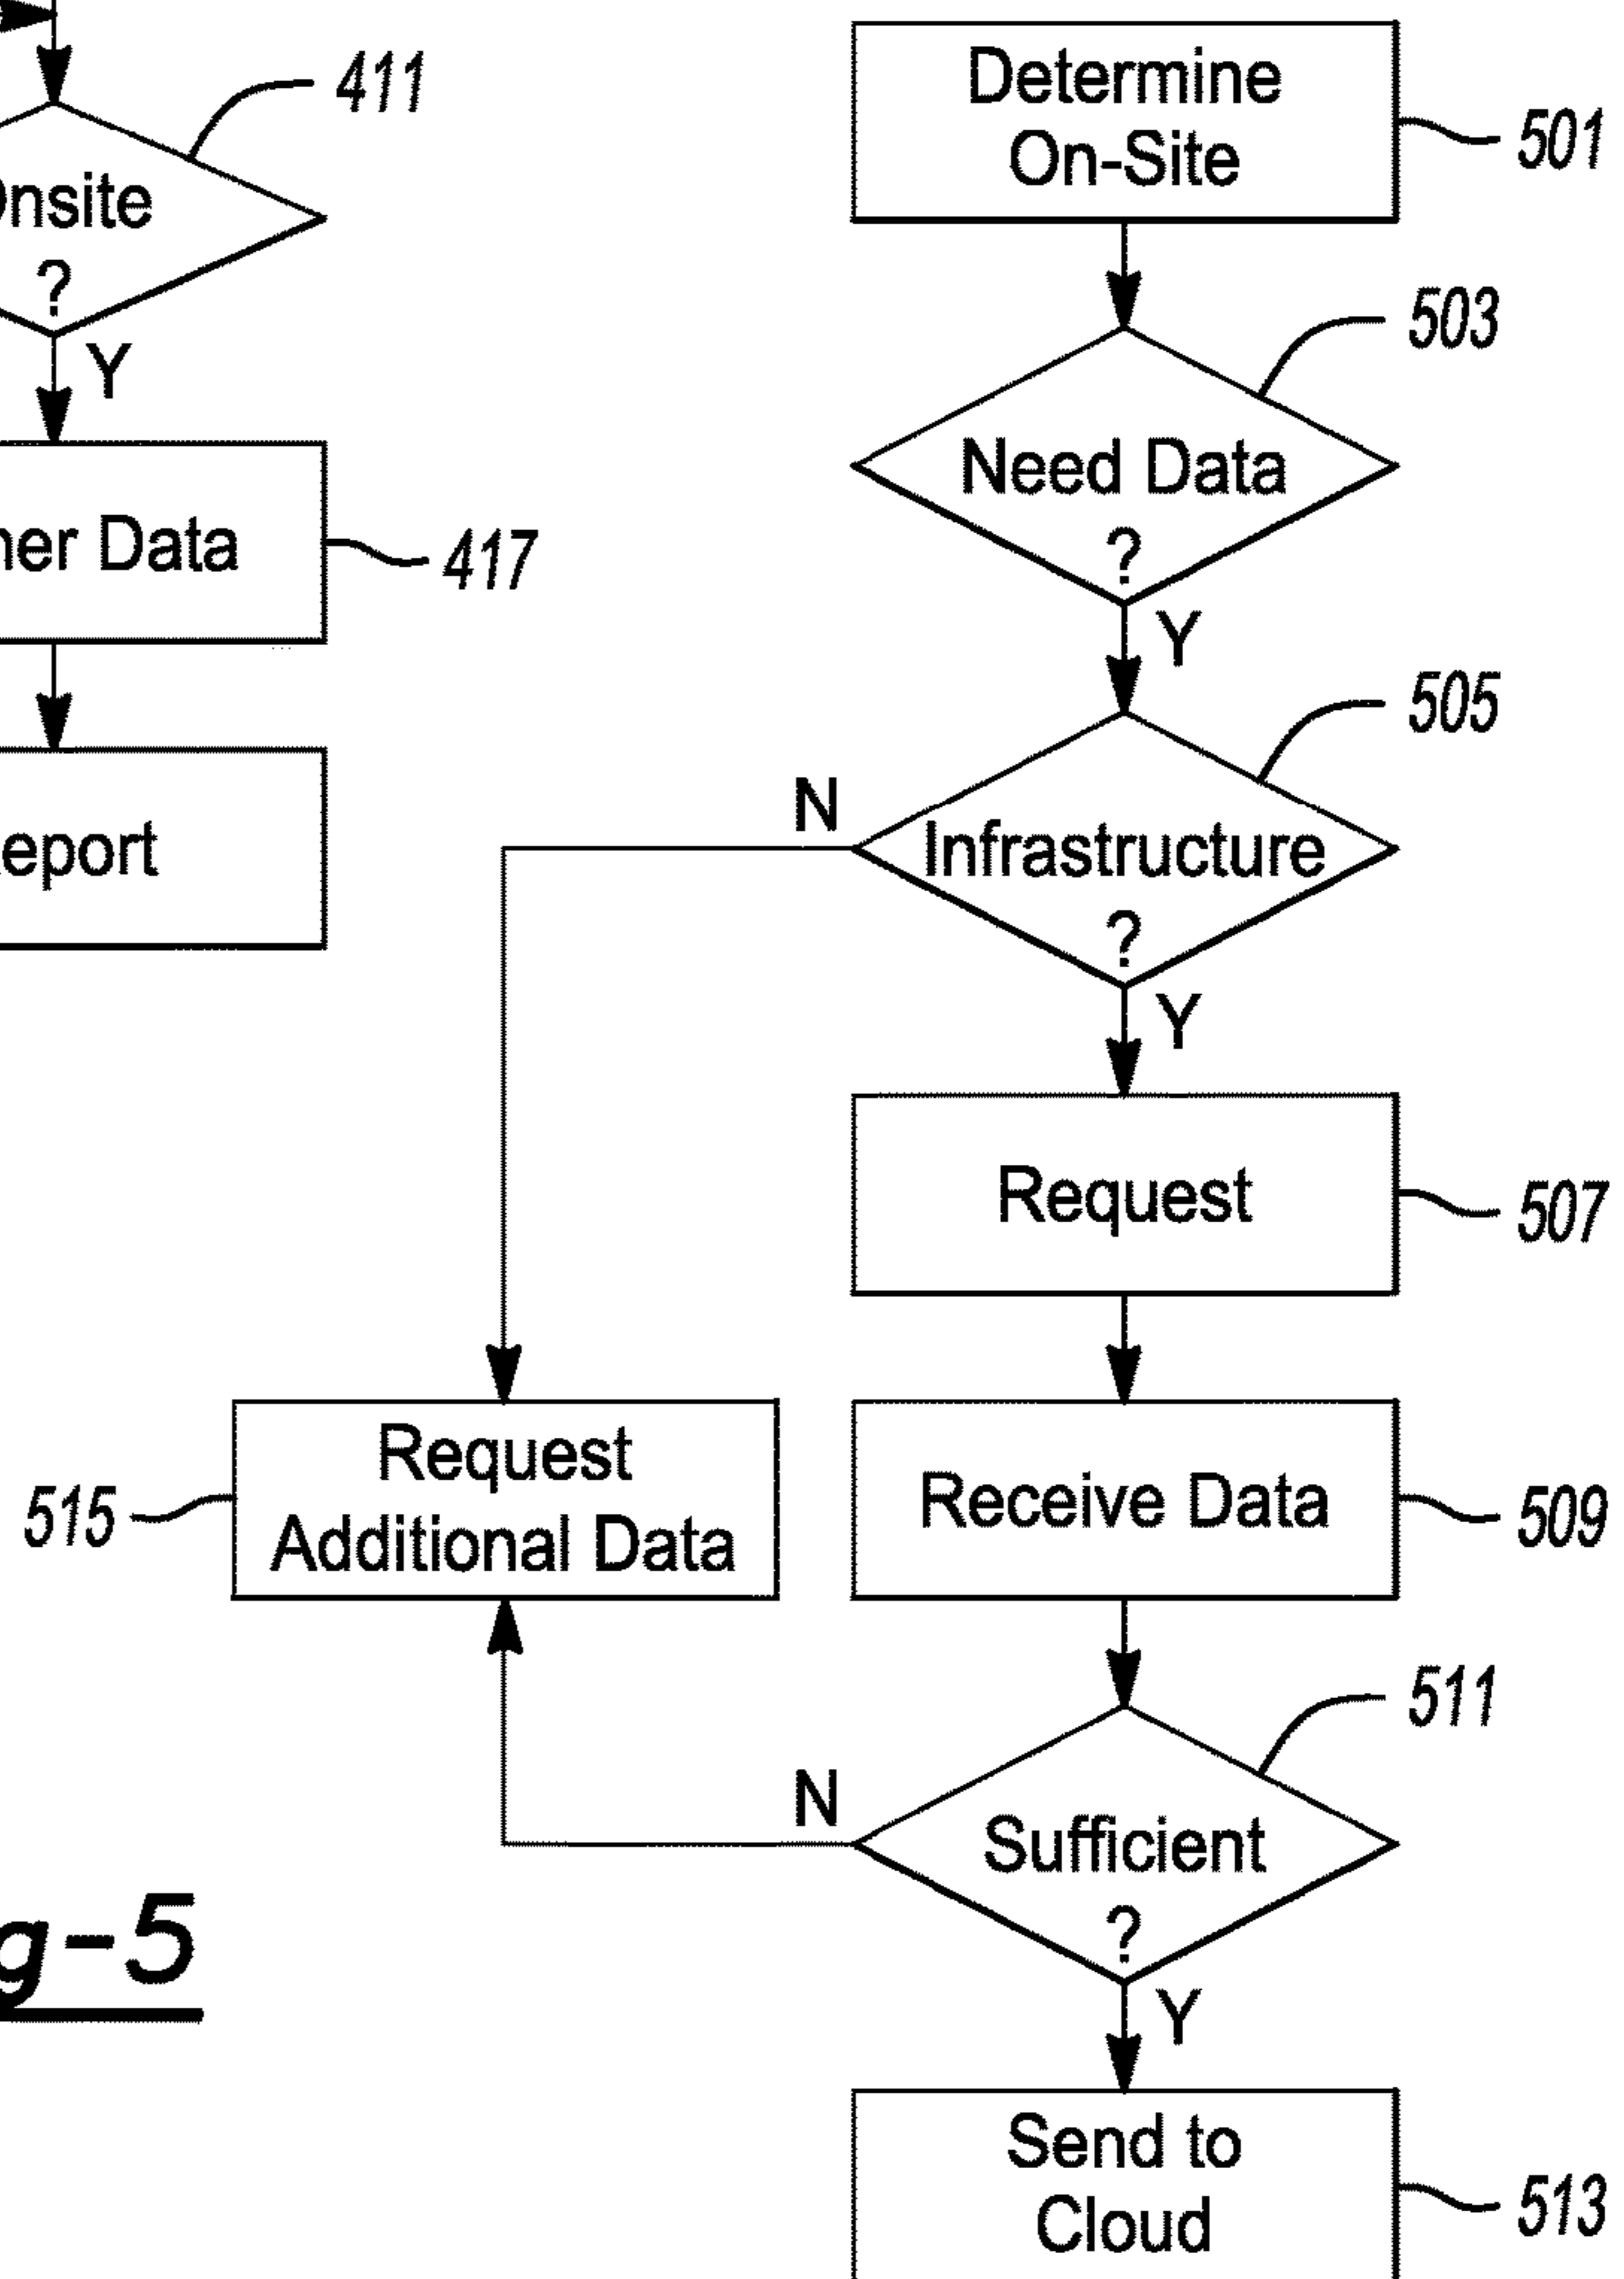 411
nsite
?
Y
her Data
417
eport
Determine
On-Site
501
503
Need Data
?
Y
505
N
Infrastructure
?
Y
Request
507
Request
Additional Data
515
Receive Data
509
511
N
Sufficient
?
Y
Send to
Cloud
513
g-5